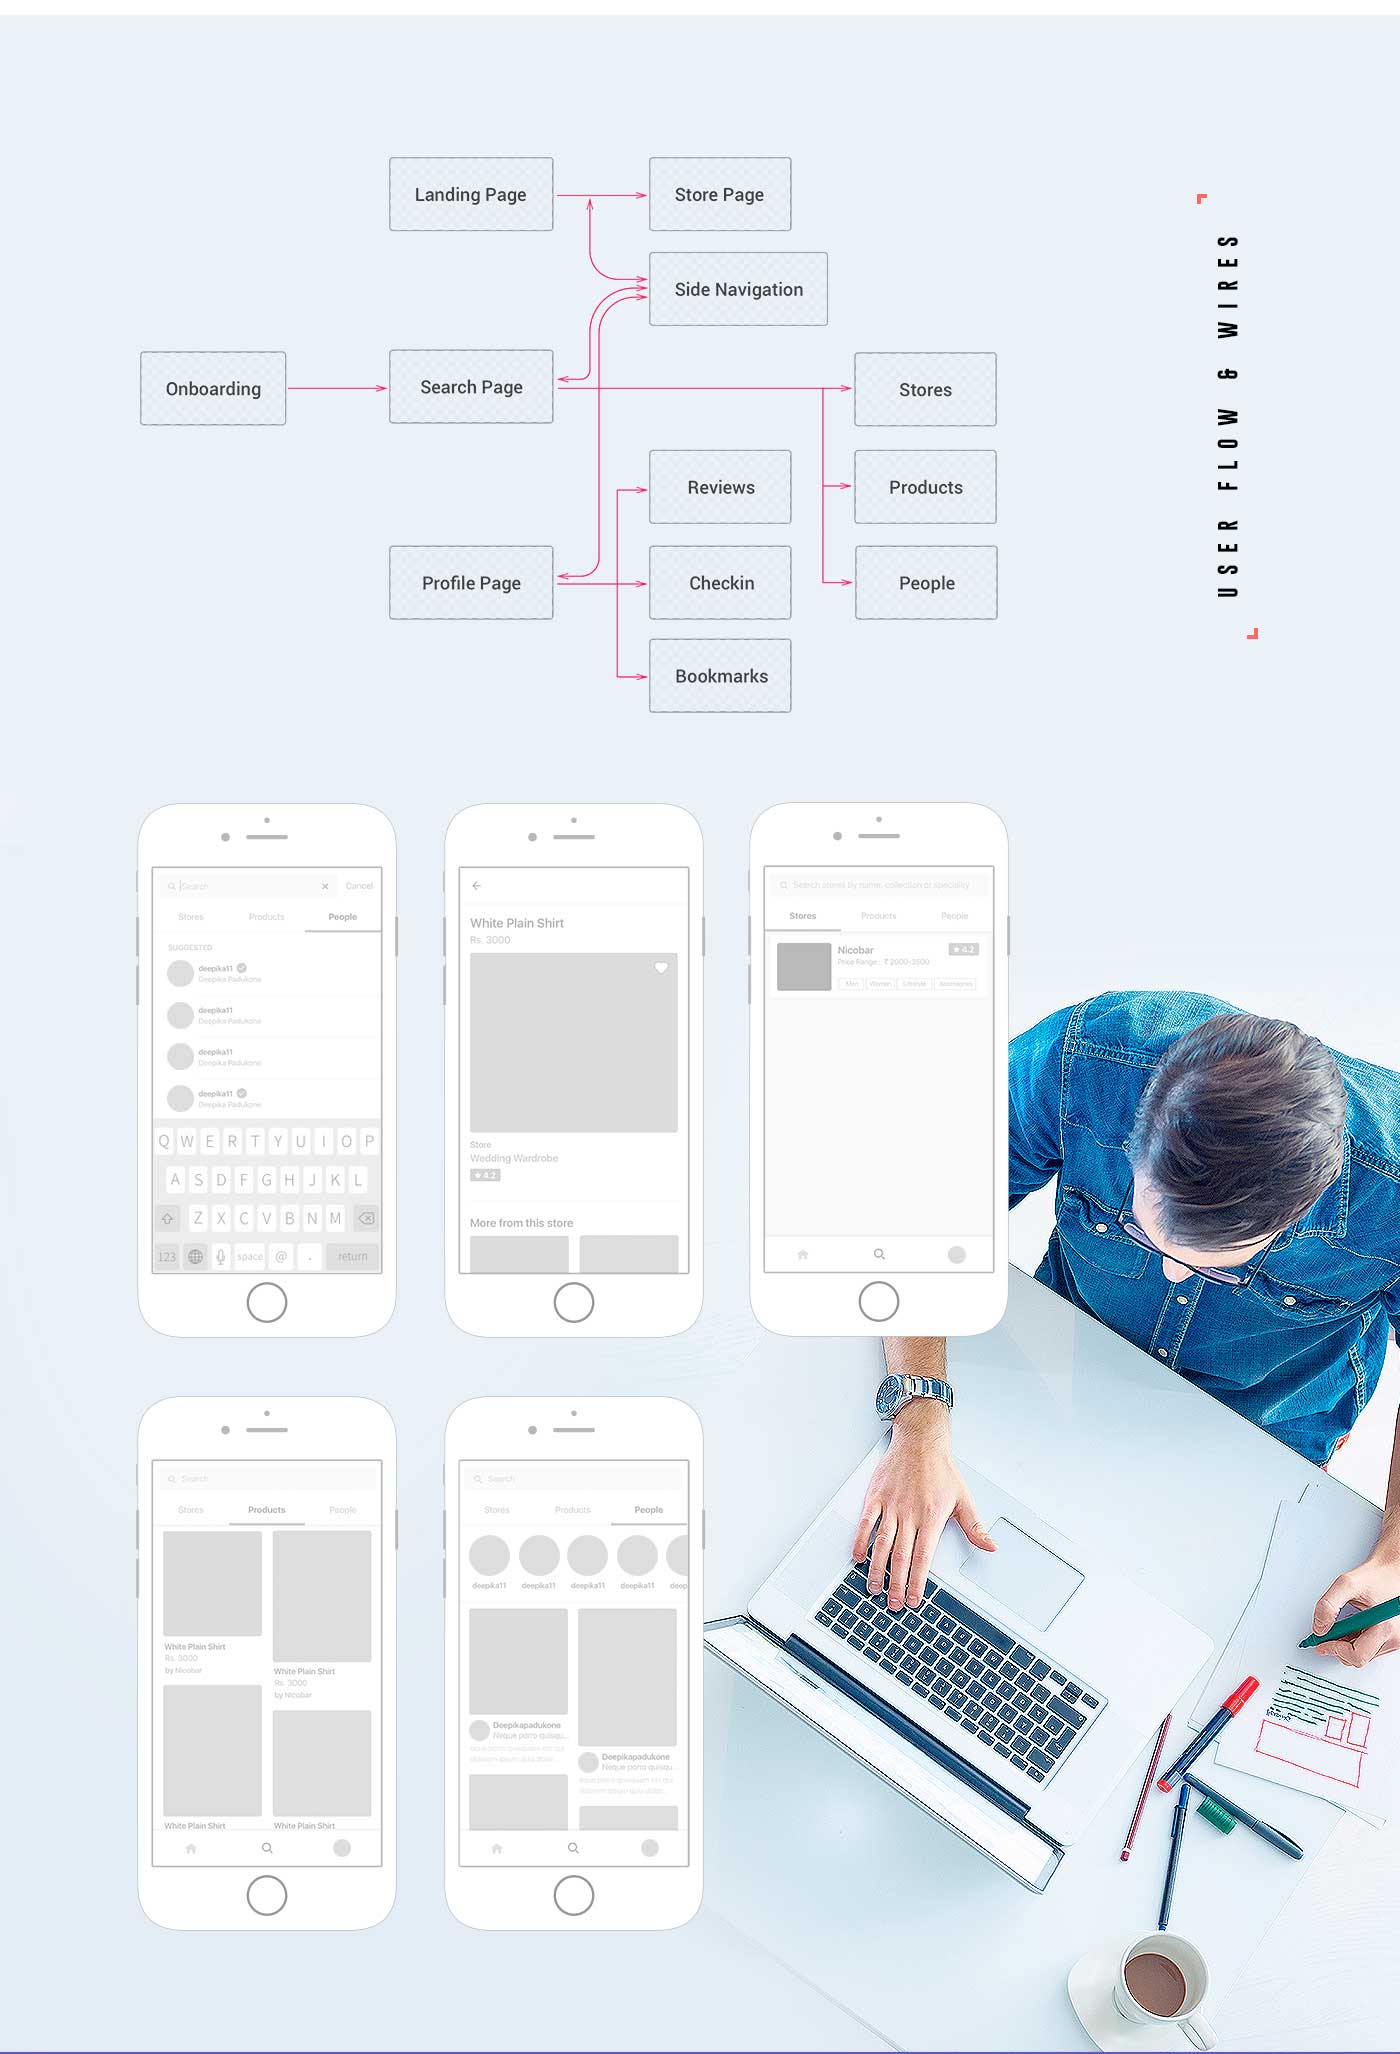 Landing Page
Store Page
Side Navigation
Onboarding
Search Page
Stores
Reviews
Products
Profile Page
Checkin
People
Bookmarks
USER FLOW & WIRES
Search
Cancel
Stores Products People
SUGGESTED
deepika11
Deepika Padukone
deepika11
Deepika Padukone
deepika11
Deepika Padukone
deepika11
Deepika Padukone
Q W E R T Y U I O P
A S D F G H J K L
Z X C V B N M
123 space @ . return
White Plain Shirt
Rs. 3000
Store
Wedding Wardrobe
★ 4.2
More from this store
Search stores by name, collection or speciality
Stores Products People
Nicobar ★ 4.2
Price Range : ₹ 2000-3500
Men Women Lifestyle
Search
Stores Products People
White Plain Shirt
Rs. 3000
by Nicobar
White Plain Shirt
Rs. 3000
by Nicobar
White Plain Shirt
White Plain Shirt
Search
Stores Products People
deepika11 deepika11 deepika11 deepika11 deep
Deepikapadukone
Neque porro quisqu...
Deepikapadukone
Neque porro quisqu...